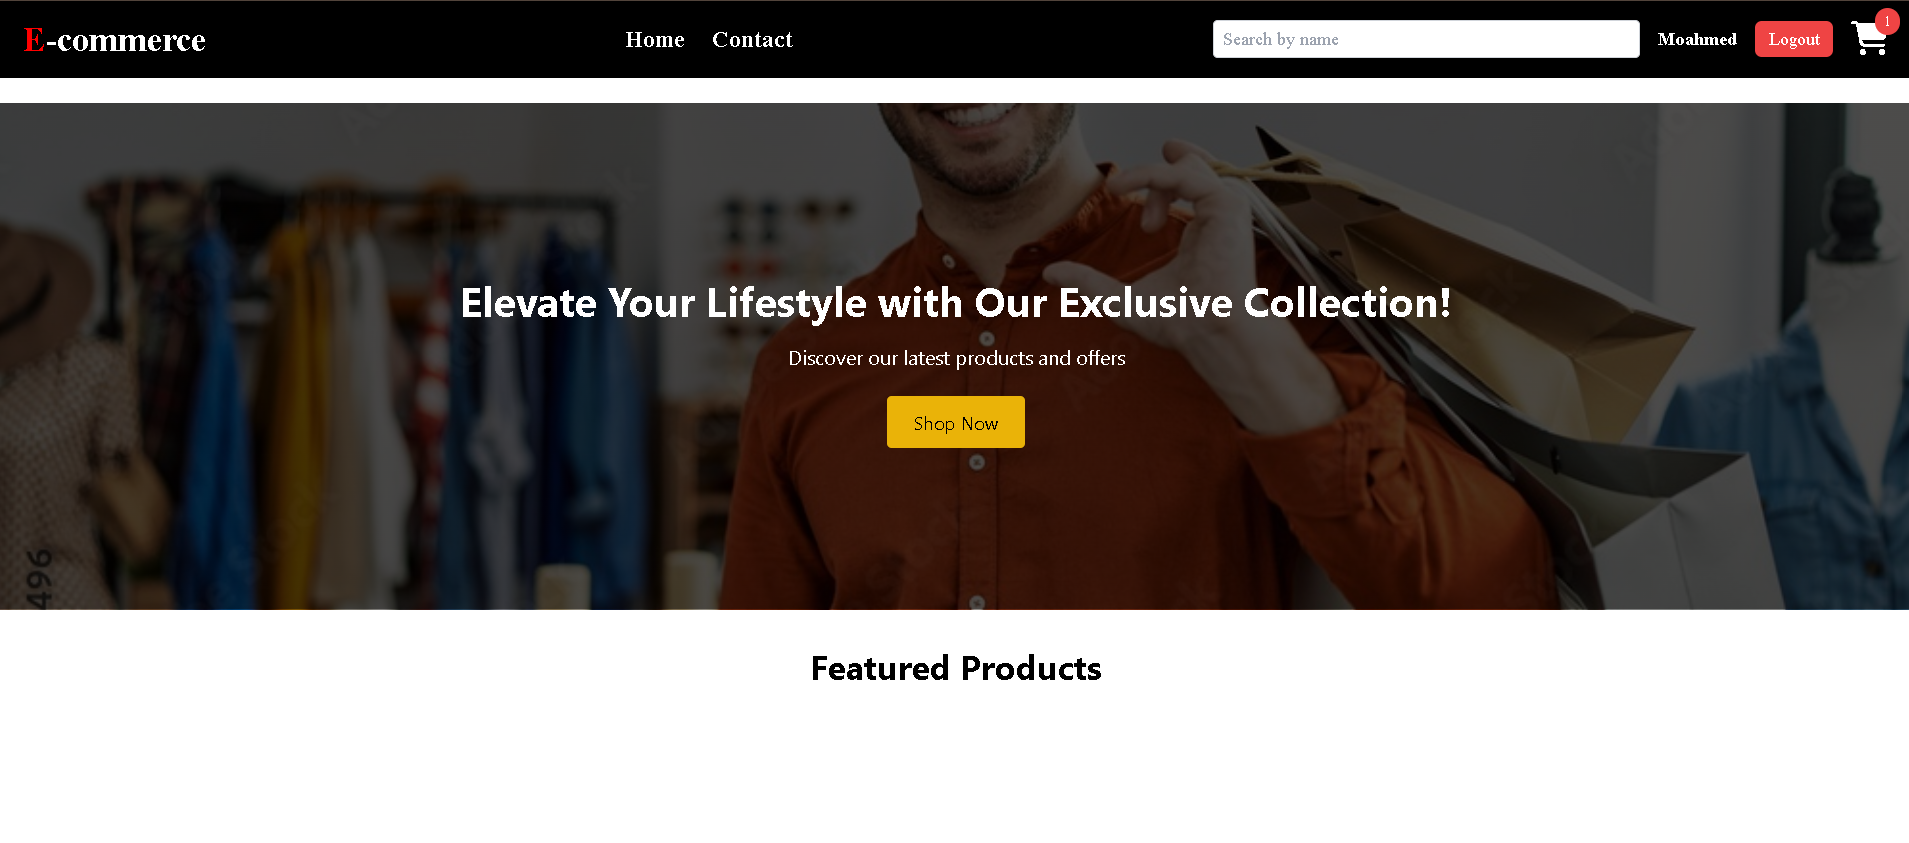 E-commerce
Home
Contact
Search by name
Moahmed
Logout
1
Elevate Your Lifestyle with Our Exclusive Collection!
Discover our latest products and offers
Shop Now
496
Featured Products